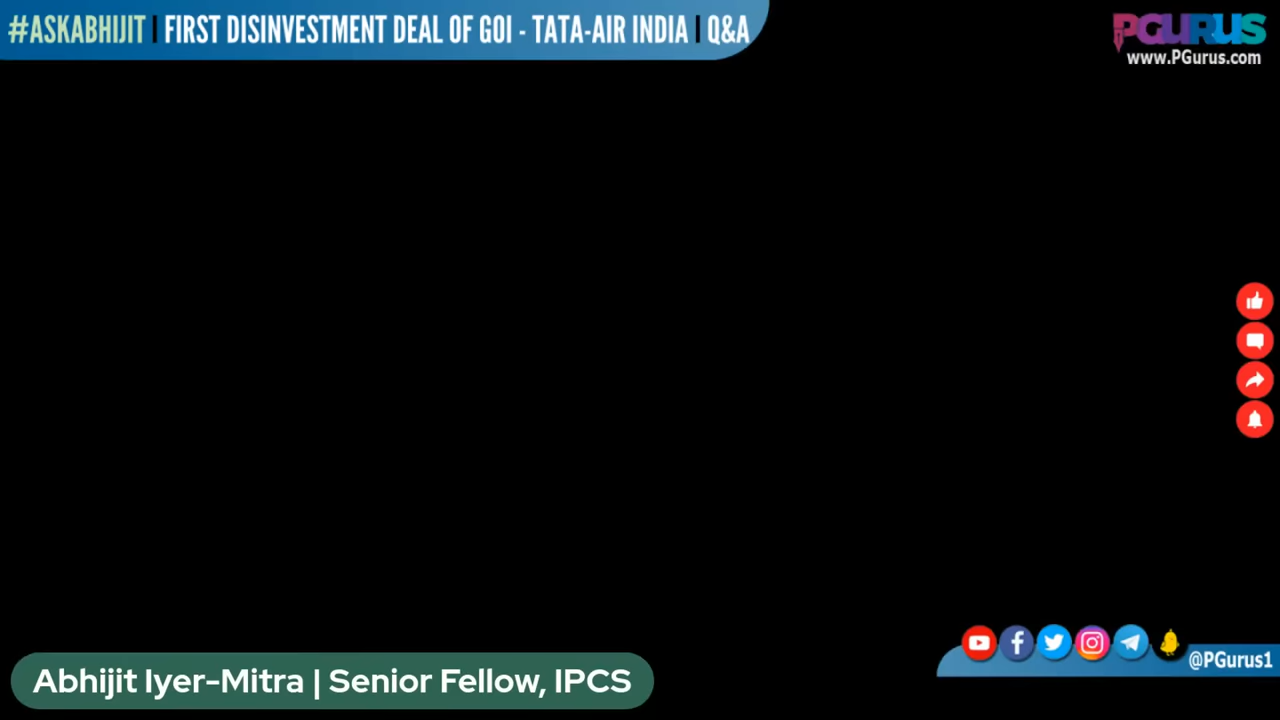 #ASKABHIJIT | FIRST DISINVESTMENT DEAL OF GOI - TATA-AIR INDIA | Q&A
PGURUS
www.PGurus.com
@PGurus1
Abhijit Iyer-Mitra | Senior Fellow, IPCS